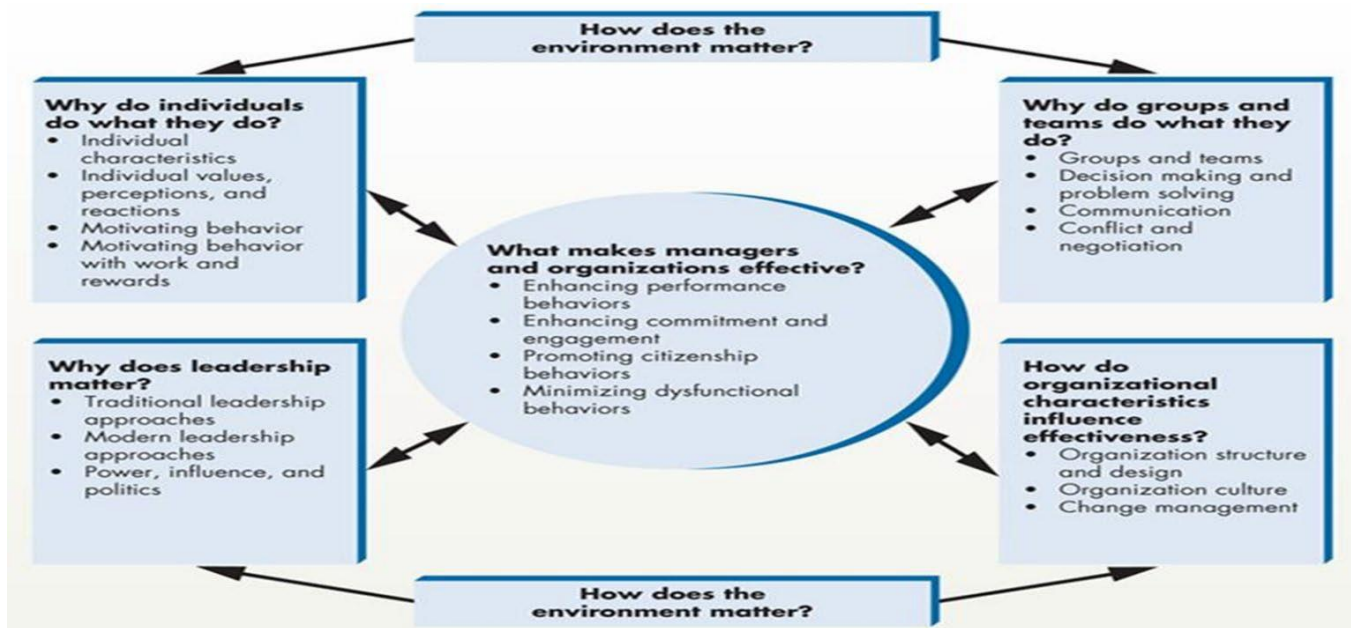 How does the
environment matter?
Why do individuals
do what they do?
• Individual
characteristics
• Individual values,
perceptions, and
reactions
• Motivating behavior
• Motivating behavior
with work and
rewards
Why do groups and
teams do what they
do?
• Groups and teams
• Decision making and
problem solving
• Communication
• Conflict and
negotiation
What makes managers
and organizations effective?
• Enhancing performance
behaviors
• Enhancing commitment and
engagement
• Promoting citizenship
behaviors
• Minimizing dysfunctional
behaviors
Why does leadership
matter?
• Traditional leadership
approaches
• Modern leadership
approaches
• Power, influence, and
politics
How do
organizational
characteristics
influence
effectiveness?
• Organization structure
and design
• Organization culture
• Change management
How does the
environment matter?